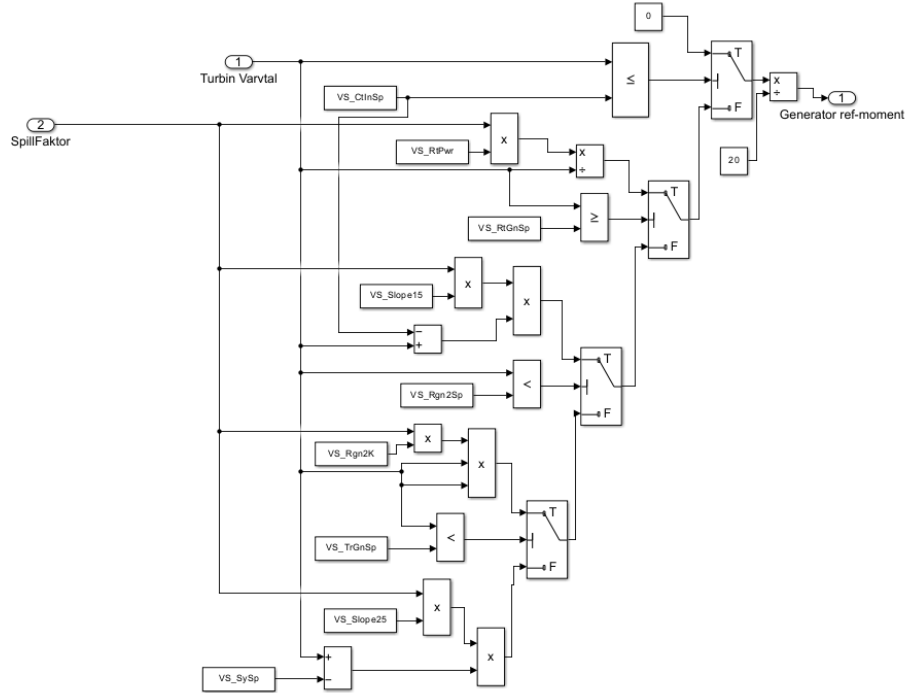 0
1
Turbin Varvtal
T
≤
x
÷
VS_CtInSp
F
1
Generator ref-moment
2
SpillFaktor
x
VS_RtPwr
x
÷
20
T
≥
VS_RtGnSp
F
x
VS_Slope15
x
−
+
T
<
VS_Rgn2Sp
F
x
VS_Rgn2K
x
T
<
VS_TrGnSp
F
x
VS_Slope25
x
+
−
VS_SySp